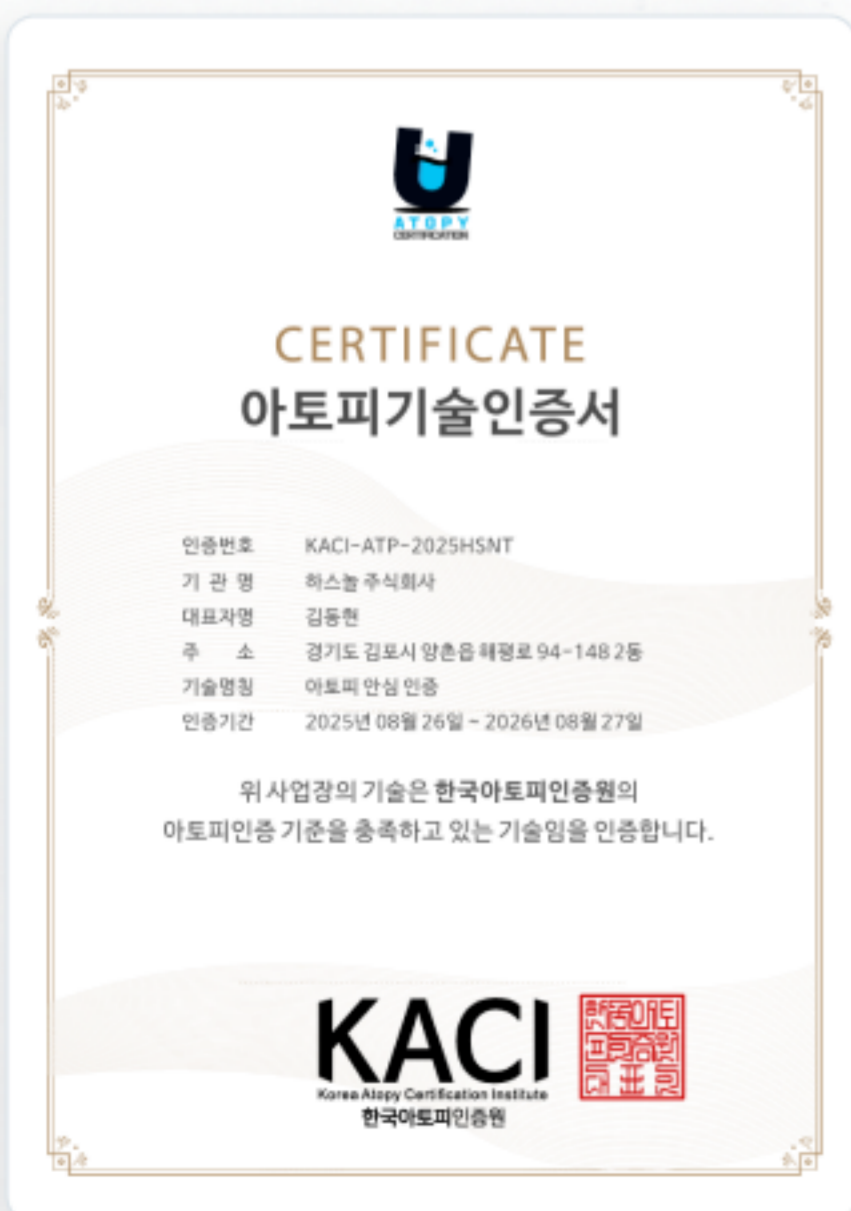 ATOPY
CERTIFICATION
CERTIFICATE
아토피기술인증서
인증번호 KACI-ATP-2025HSNT
기 관 명 하스놀 주식회사
대표자명 김동현
주 소 경기도 김포시 양촌읍 해평로 94-148 2동
기술명칭 아토피 안심 인증
인증기간 2025년 08월 26일 ~ 2026년 08월 27일
위 사업장의 기술은 한국아토피인증원의
아토피인증 기준을 충족하고 있는 기술임을 인증합니다.
KACI
Korea Atopy Certification Institute
한국아토피인증원